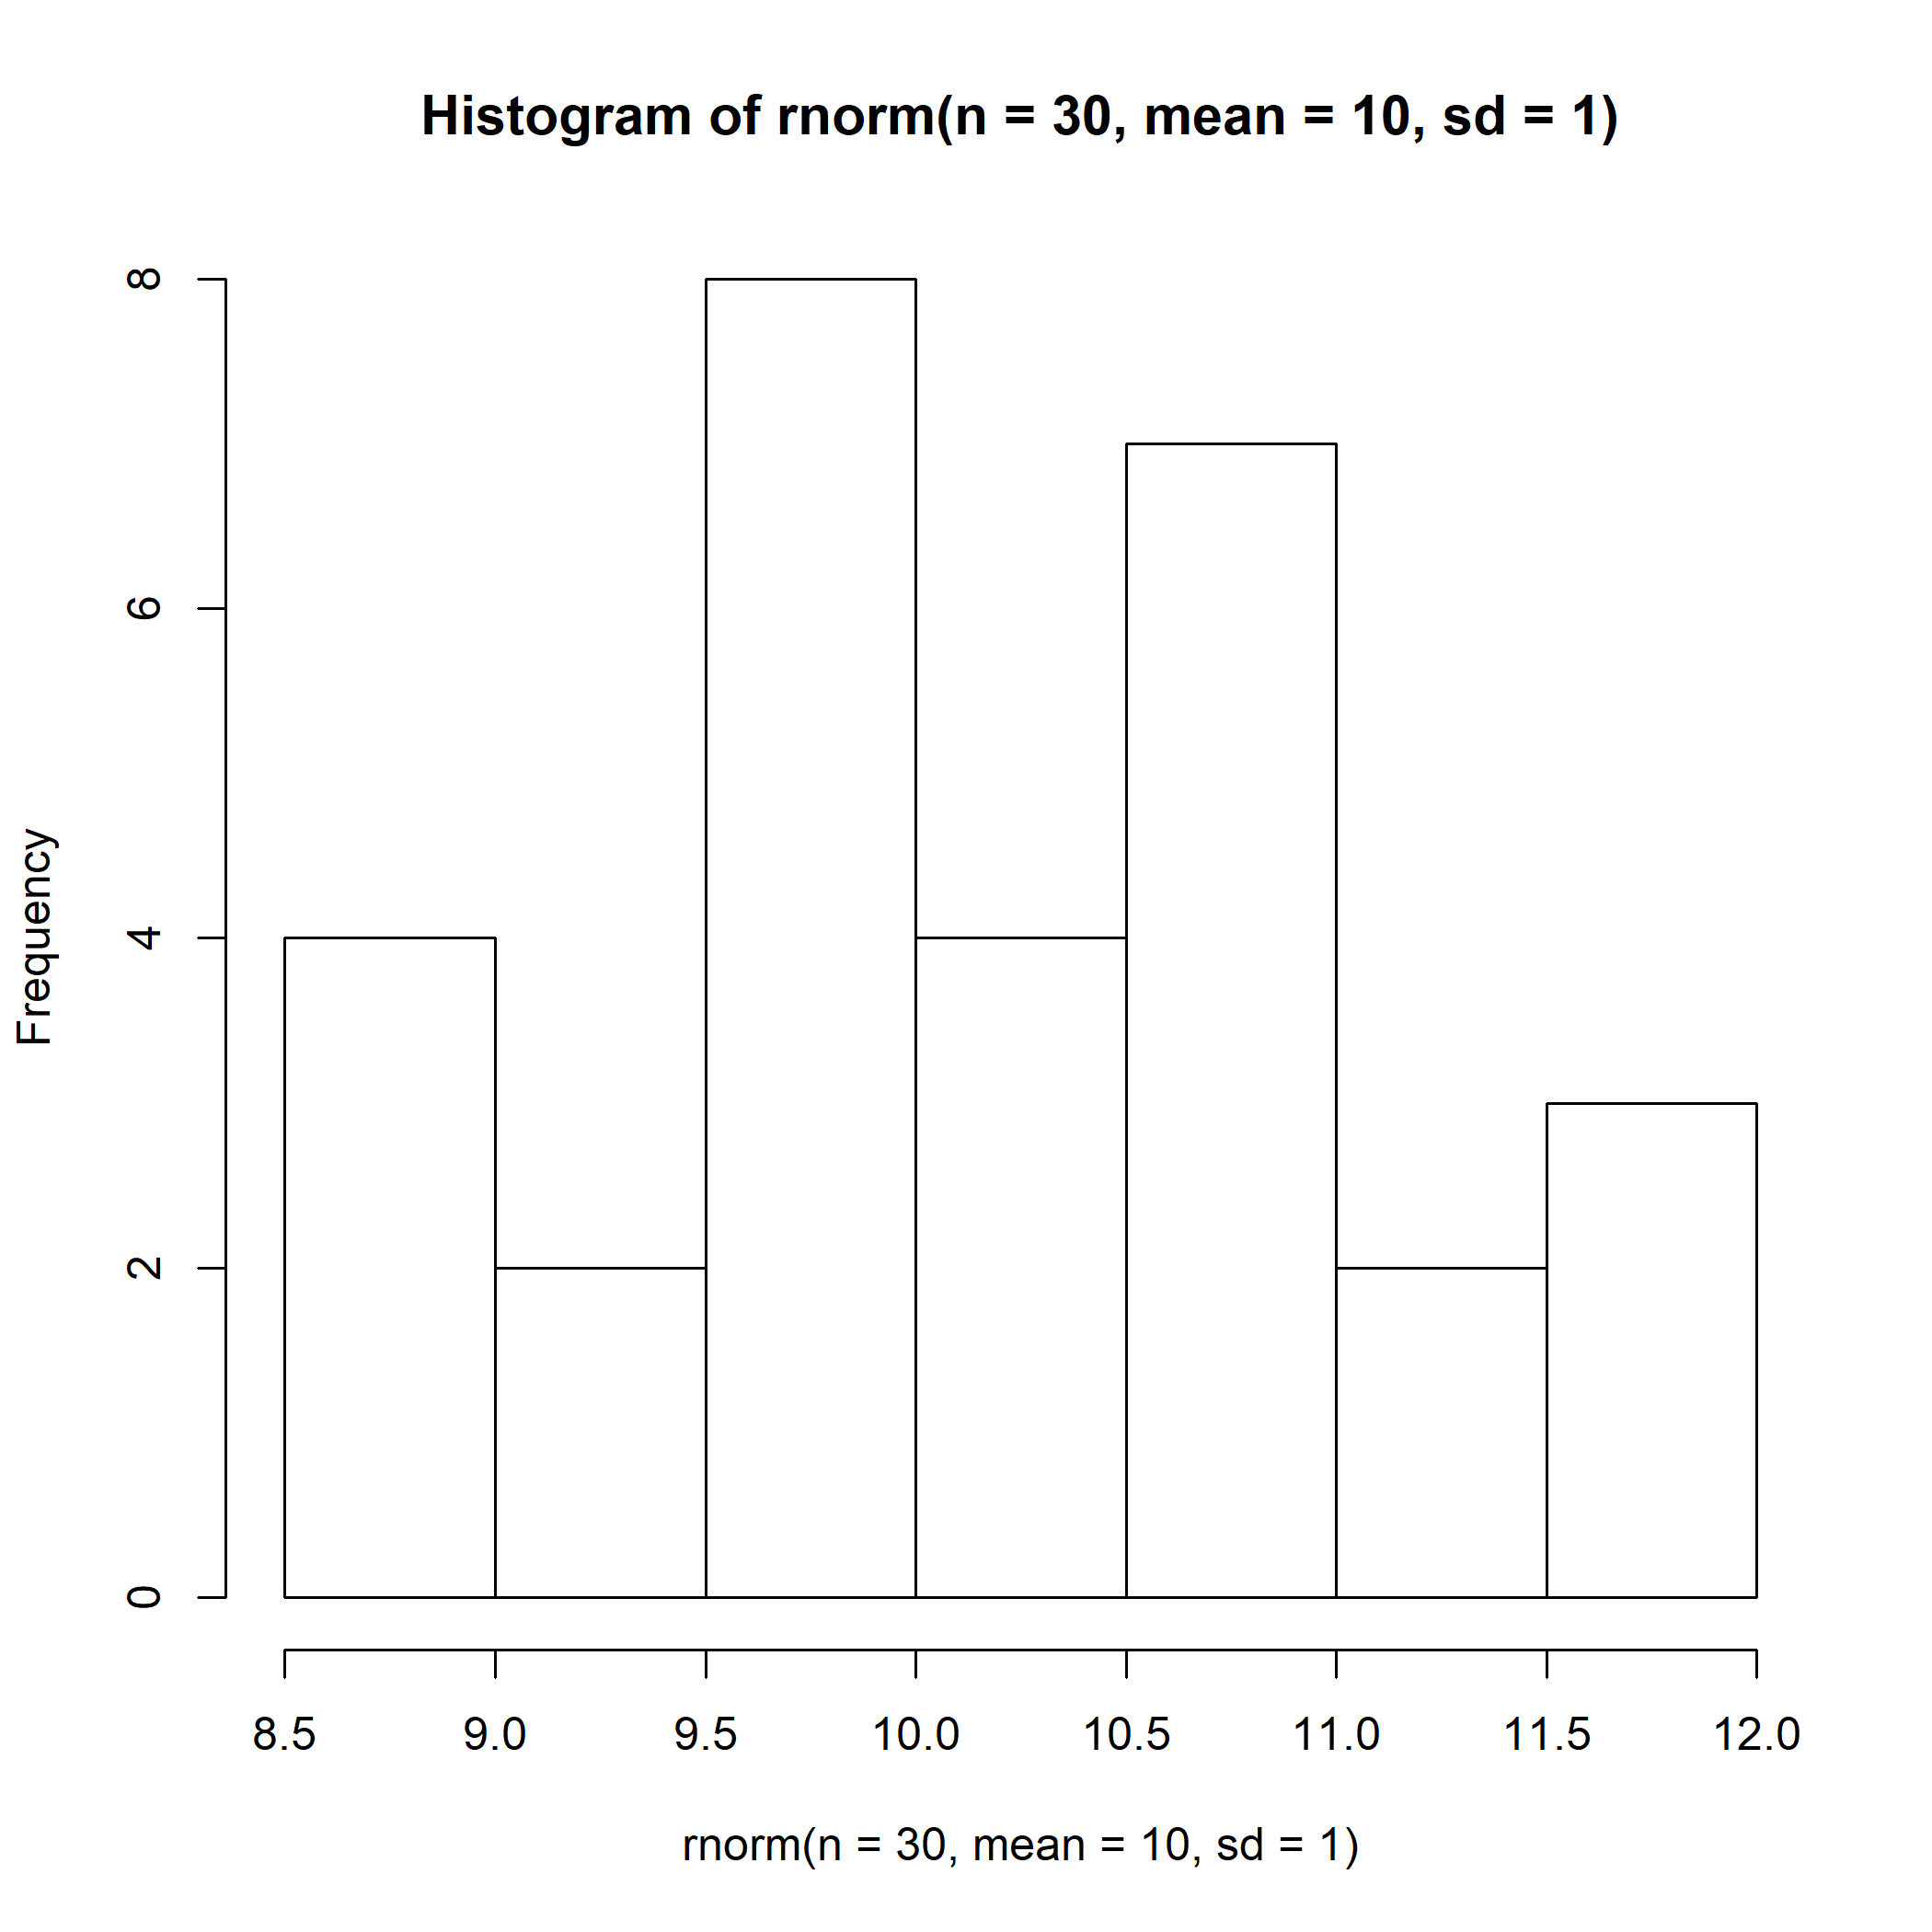 Histogram of rnorm(n = 30, mean = 10, sd = 1)
Frequency
8
6
4
2
0
8.5 9.0 9.5 10.0 10.5 11.0 11.5 12.0
rnorm(n = 30, mean = 10, sd = 1)